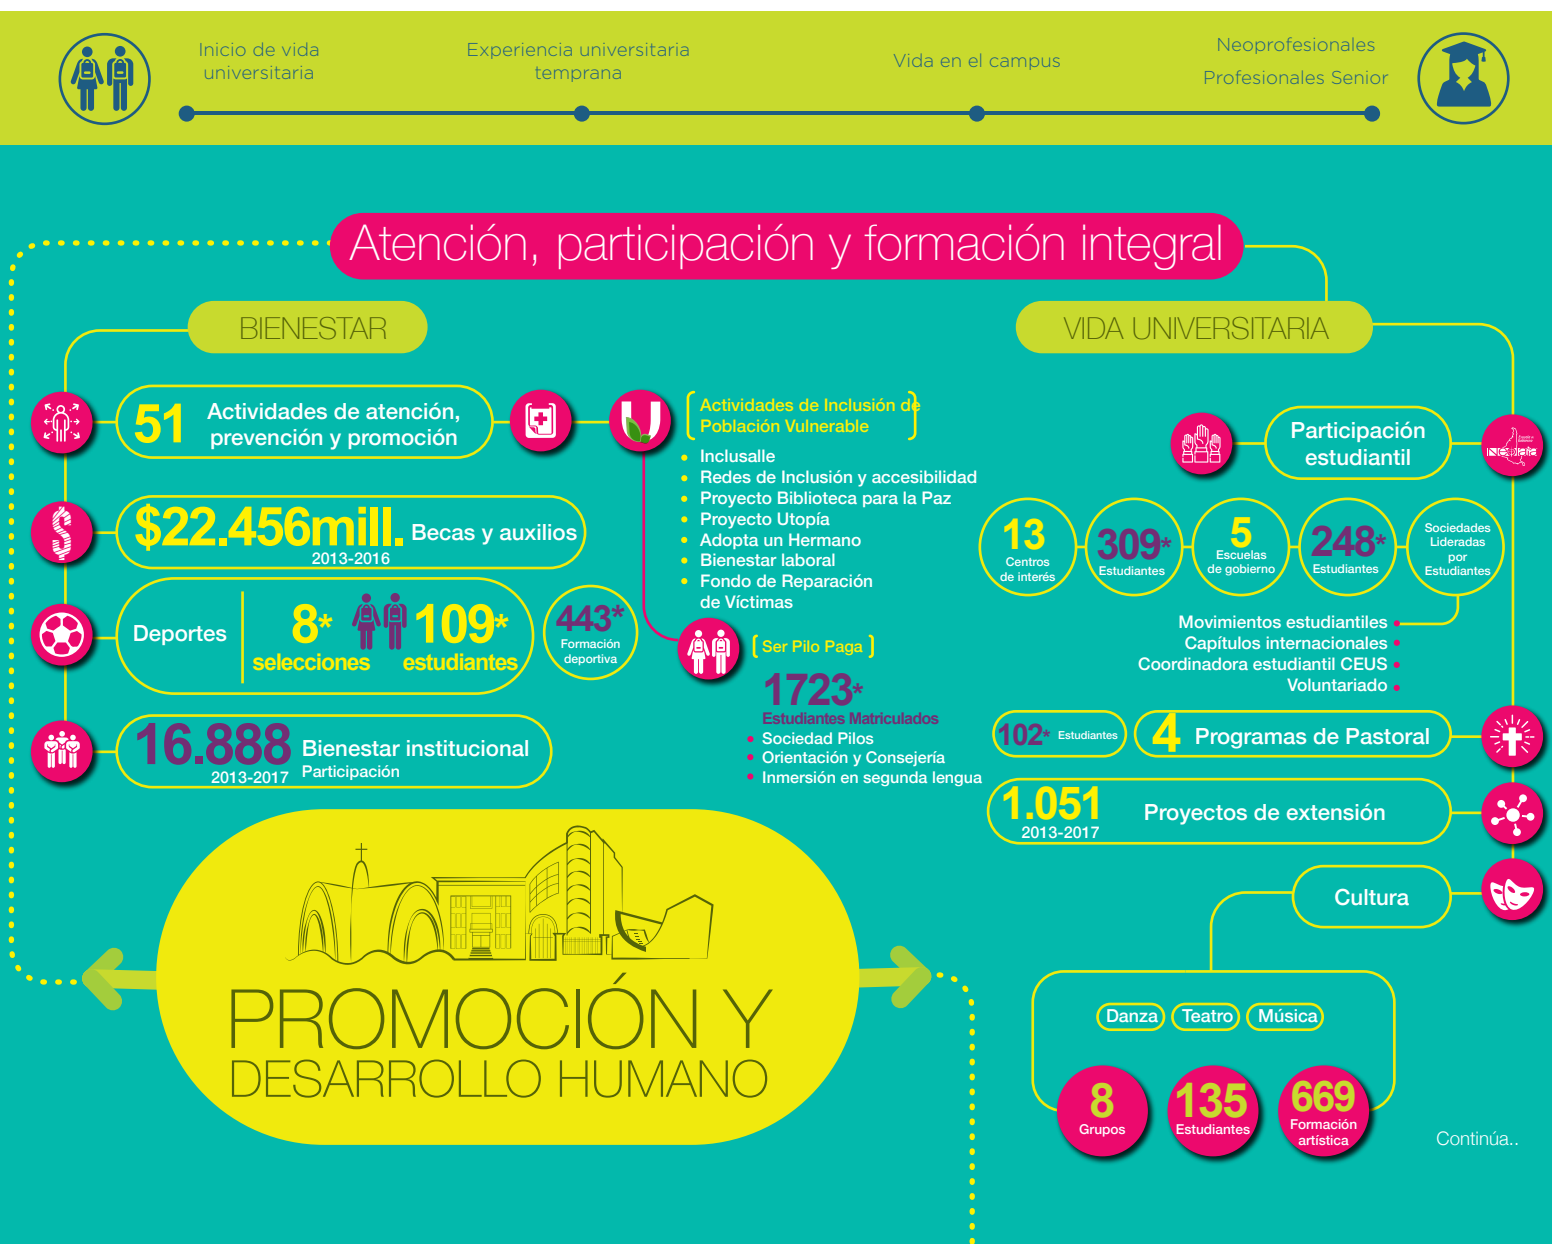 Inicio de vida
universitaria
Experiencia universitaria
temprana
Vida en el campus
Neoprofesionales
Profesionales Senior
Atención, participación y formación integral
BIENESTAR
51
Actividades de atención,
prevención y promoción
$22.456mill. Becas y auxilios
2013-2016
Deportes
8*
selecciones
109*
estudiantes
443*
Formación
deportiva
16.888
2013-2017
Bienestar institucional
Participación
U
Actividades de Inclusión de
Población Vulnerable
• Inclusalle
• Redes de Inclusión y accesibilidad
• Proyecto Biblioteca para la Paz
• Proyecto Utopía
• Adopta un Hermano
• Bienestar laboral
• Fondo de Reparación
de Víctimas
[Ser Pilo Paga]
1723*
Estudiantes Matriculados
• Sociedad Pilos
• Orientación y Consejería
• Inmersión en segunda lengua
VIDA UNIVERSITARIA
Participación
estudiantil
13
Centros
de interés
309*
Estudiantes
5
Escuelas
de gobierno
248*
Estudiantes
Sociedades
Lideradas
por
Estudiantes
Movimientos estudiantiles •
Capítulos internacionales •
Coordinadora estudiantil CEUS •
Voluntariado •
102* Estudiantes
4 Programas de Pastoral
1.051
2013-2017
Proyectos de extensión
Cultura
Danza Teatro Música
8
Grupos
135
Estudiantes
669
Formación
artística
PROMOCIÓN Y
DESARROLLO HUMANO
Continúa..